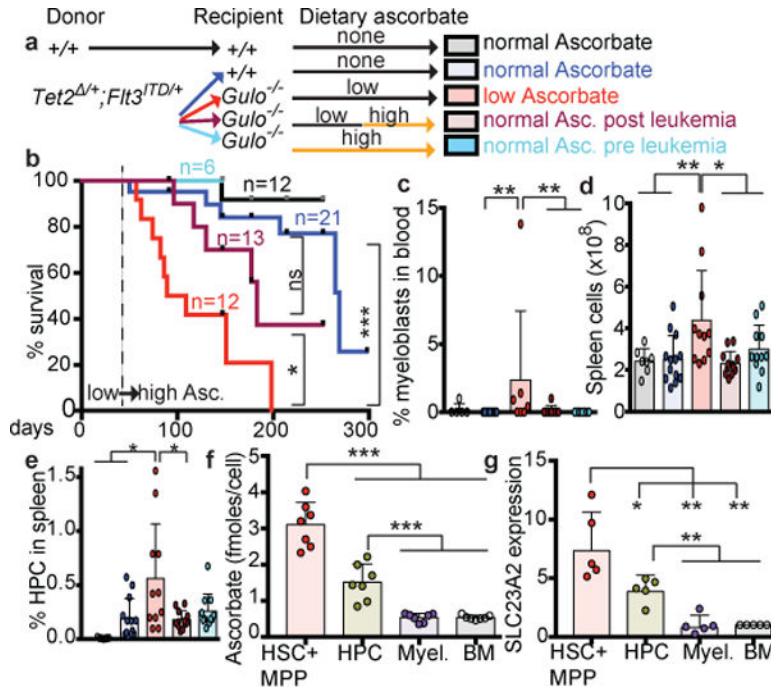 Donor Recipient Dietary ascorbate
a +/+ +/+ none normal Ascorbate
+/+ none normal Ascorbate
Tet2Δ/+;Flt3ITD/+ Gulo-/- low low Ascorbate
Gulo-/- low high normal Asc. post leukemia
Gulo-/- high normal Asc. pre leukemia
b
% survival
100
80
60
40
20
0
days
100
200
300
n=6
n=12
n=21
n=13
n=12
ns
*
***
low high Asc.
c
% myeloblasts in blood
15
10
5
0
** **
d
Spleen cells (x10⁸)
10
8
6
4
2
0
** *
e
% HPC in spleen
1.5
1.0
0.5
0.0
* *
f
Ascorbate (fmoles/cell)
5
4
3
2
1
0
***
***
HSC+ HPC Myel. BM
MPP
g
SLC23A2 expression
15
10
5
0
* ** **
**
HSC+ HPC Myel. BM
MPP